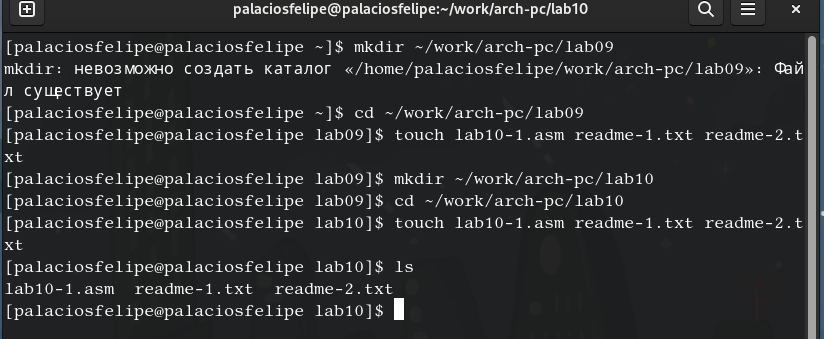 palaciosfelipe@palaciosfelipe:~/work/arch-pc/lab10
[palaciosfelipe@palaciosfelipe ~]$ mkdir ~/work/arch-pc/lab09
mkdir: невозможно создать каталог «/home/palaciosfelipe/work/arch-pc/lab09»: Фай
л существует
[palaciosfelipe@palaciosfelipe ~]$ cd ~/work/arch-pc/lab09
[palaciosfelipe@palaciosfelipe lab09]$ touch lab10-1.asm readme-1.txt readme-2.t
xt
[palaciosfelipe@palaciosfelipe lab09]$ mkdir ~/work/arch-pc/lab10
[palaciosfelipe@palaciosfelipe lab09]$ cd ~/work/arch-pc/lab10
[palaciosfelipe@palaciosfelipe lab10]$ touch lab10-1.asm readme-1.txt readme-2.t
xt
[palaciosfelipe@palaciosfelipe lab10]$ ls
lab10-1.asm  readme-1.txt  readme-2.txt
[palaciosfelipe@palaciosfelipe lab10]$